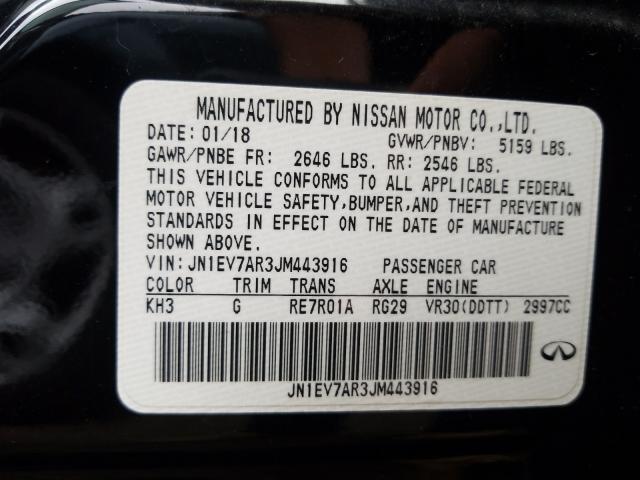 MANUFACTURED BY NISSAN MOTOR CO.,LTD.
DATE: 01/18 GVWR/PNBV: 5159 LBS.
GAWR/PNBE FR: 2646 LBS. RR: 2546 LBS.
THIS VEHICLE CONFORMS TO ALL APPLICABLE FEDERAL
MOTOR VEHICLE SAFETY,BUMPER,AND THEFT PREVENTION
STANDARDS IN EFFECT ON THE DATE OF MANUFACTURE
SHOWN ABOVE.
VIN:JN1EV7AR3JM443916 PASSENGER CAR
COLOR TRIM TRANS AXLE ENGINE
KH3 G RE7R01A RG29 VR30(DDTT) 2997CC
JN1EV7AR3JM443916